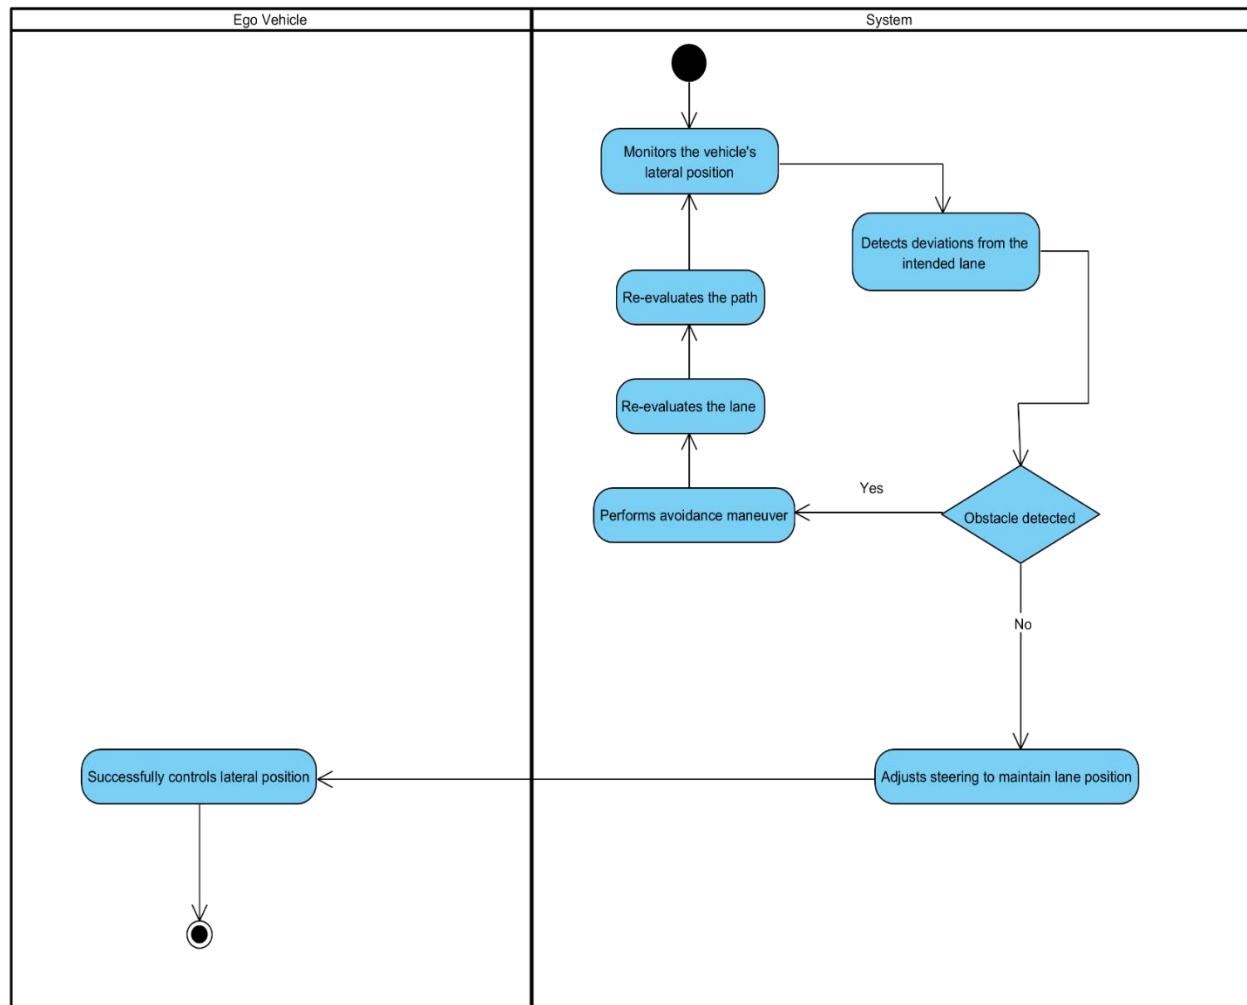 Ego Vehicle
System
Monitors the vehicle's
lateral position
Detects deviations from the
intended lane
Re-evaluates the path
Re-evaluates the lane
Yes
Performs avoidance maneuver
Obstacle detected
No
Successfully controls lateral position
Adjusts steering to maintain lane position